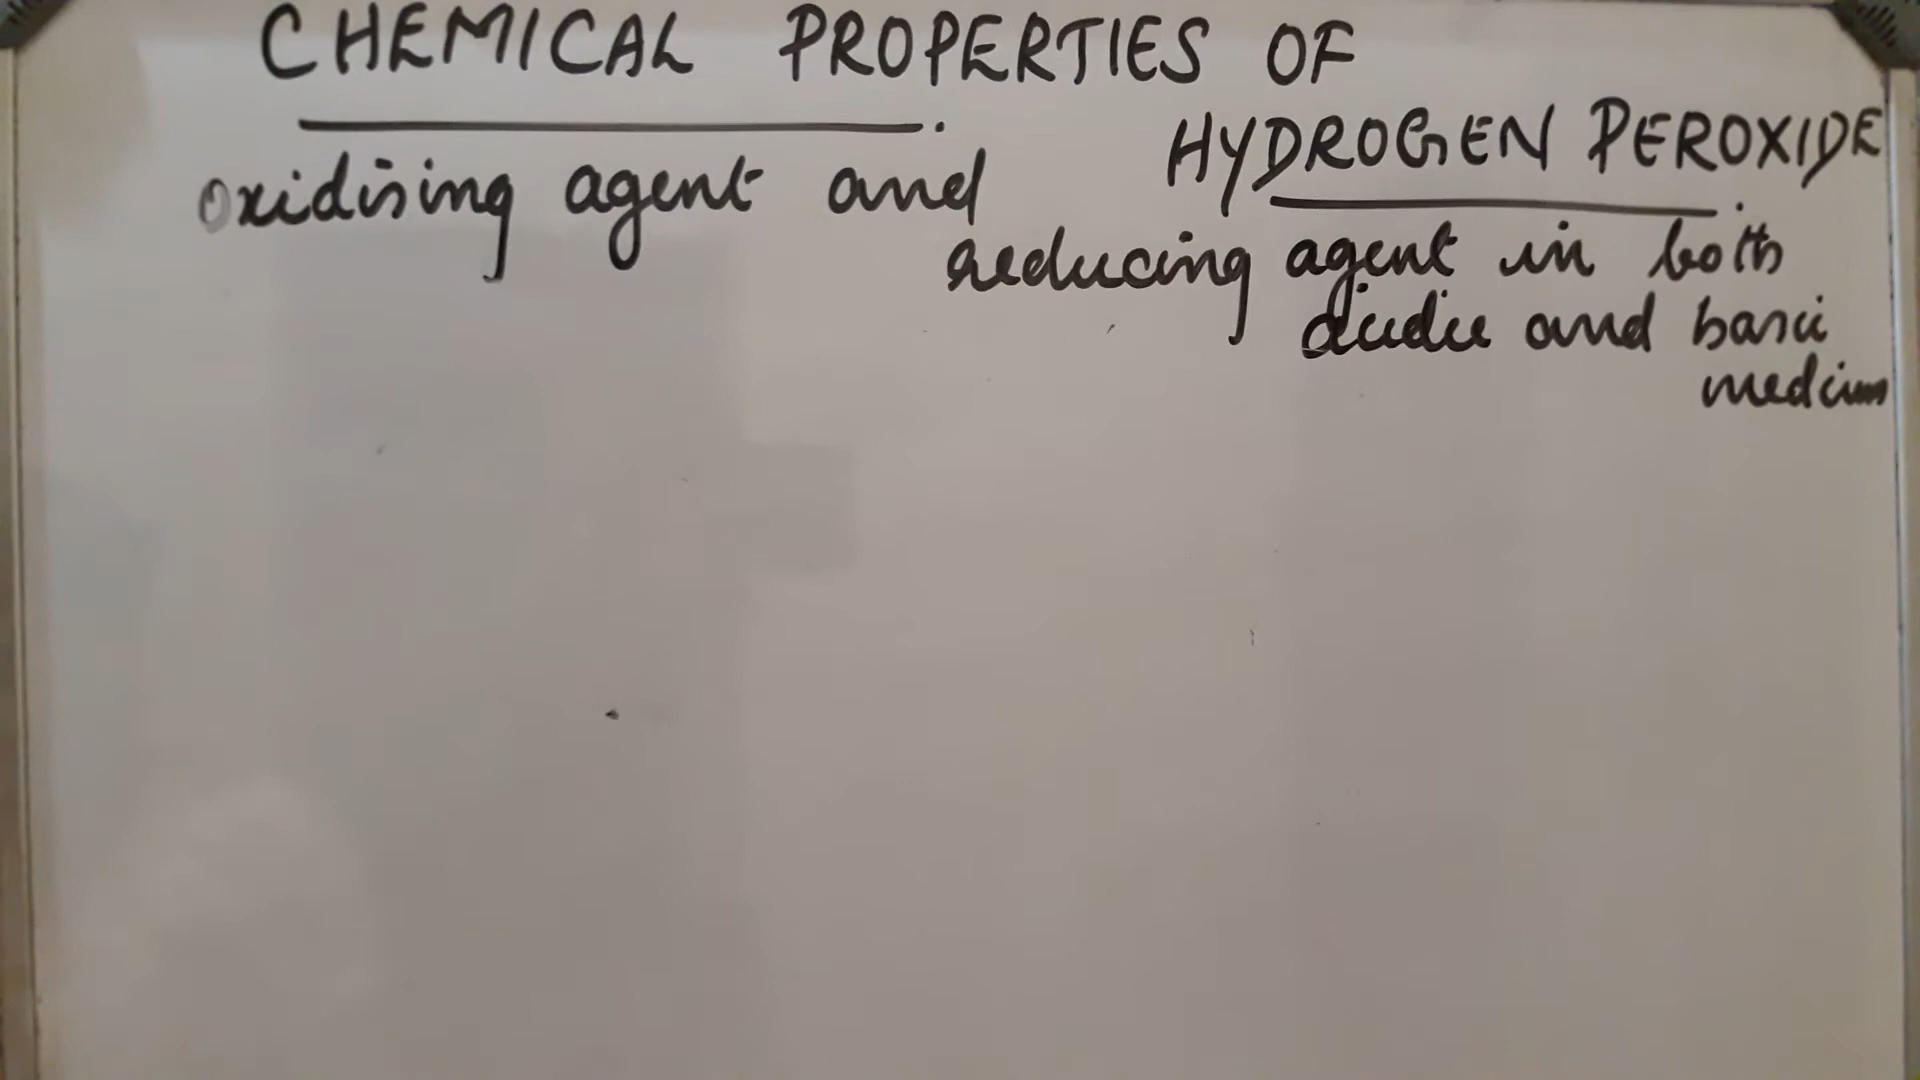 CHEMICAL PROPERTIES OF
HYDROGEN PEROXIDE
oxidising agent and
reducing agent in both
acidic and basic
medium